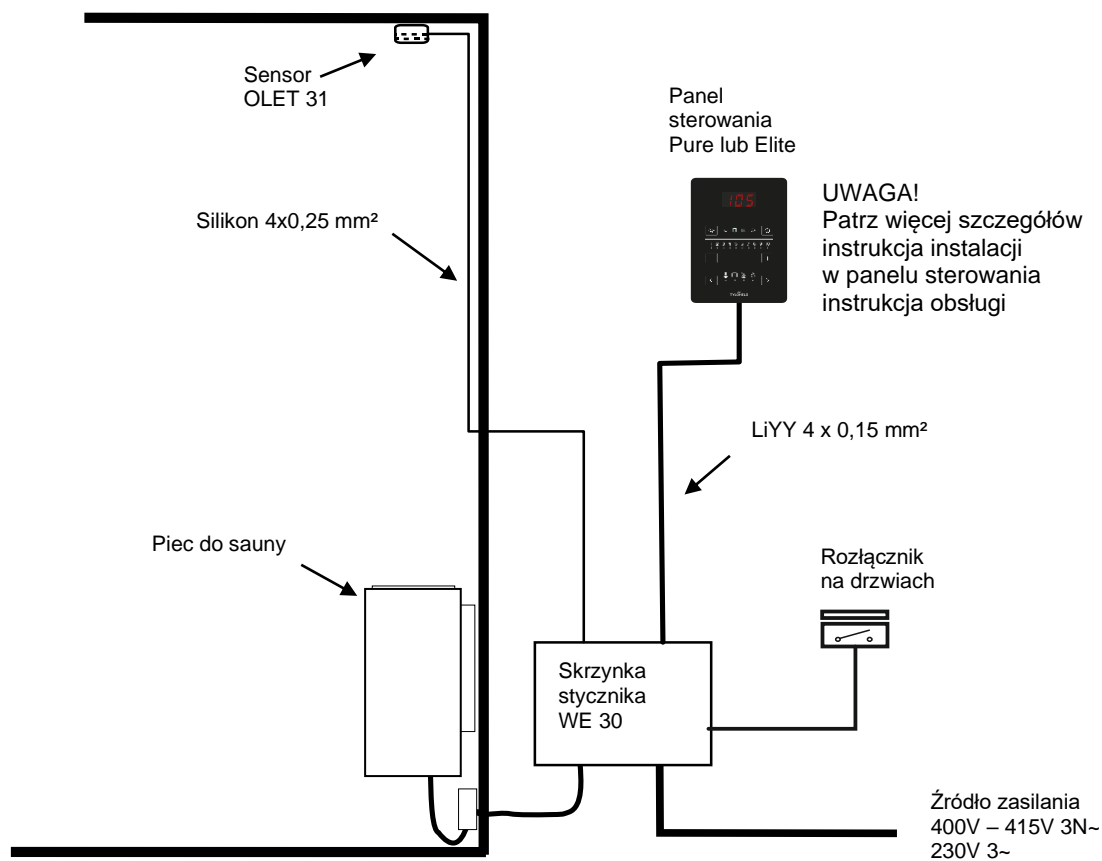 Sensor
OLET 31
Panel
sterowania
Pure lub Elite
105
UWAGA!
Patrz więcej szczegółów
instrukcja instalacji
w panelu sterowania
instrukcja obsługi
Silikon 4x0,25 mm²
LiYY 4 x 0,15 mm²
Piec do sauny
Rozłącznik
na drzwiach
Skrzynka
stycznika
WE 30
Źródło zasilania
400V – 415V 3N~
230V 3~